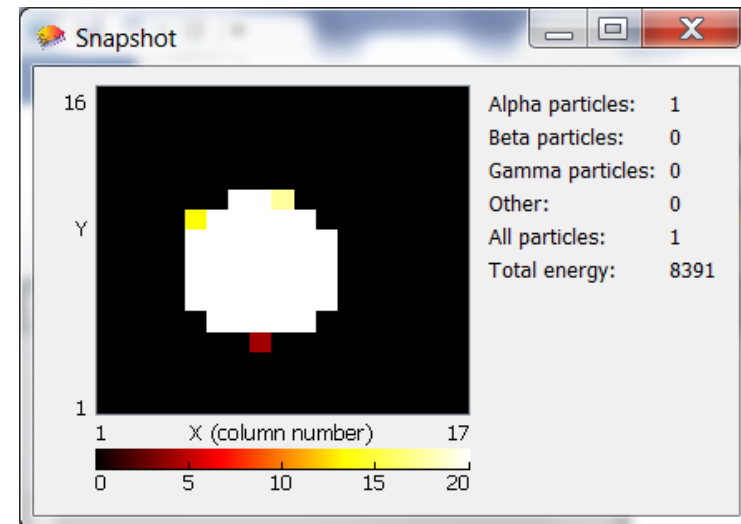 Snapshot
16
Y
1
1 X (column number) 17
0 5 10 15 20
Alpha particles: 1
Beta particles: 0
Gamma particles: 0
Other: 0
All particles: 1
Total energy: 8391